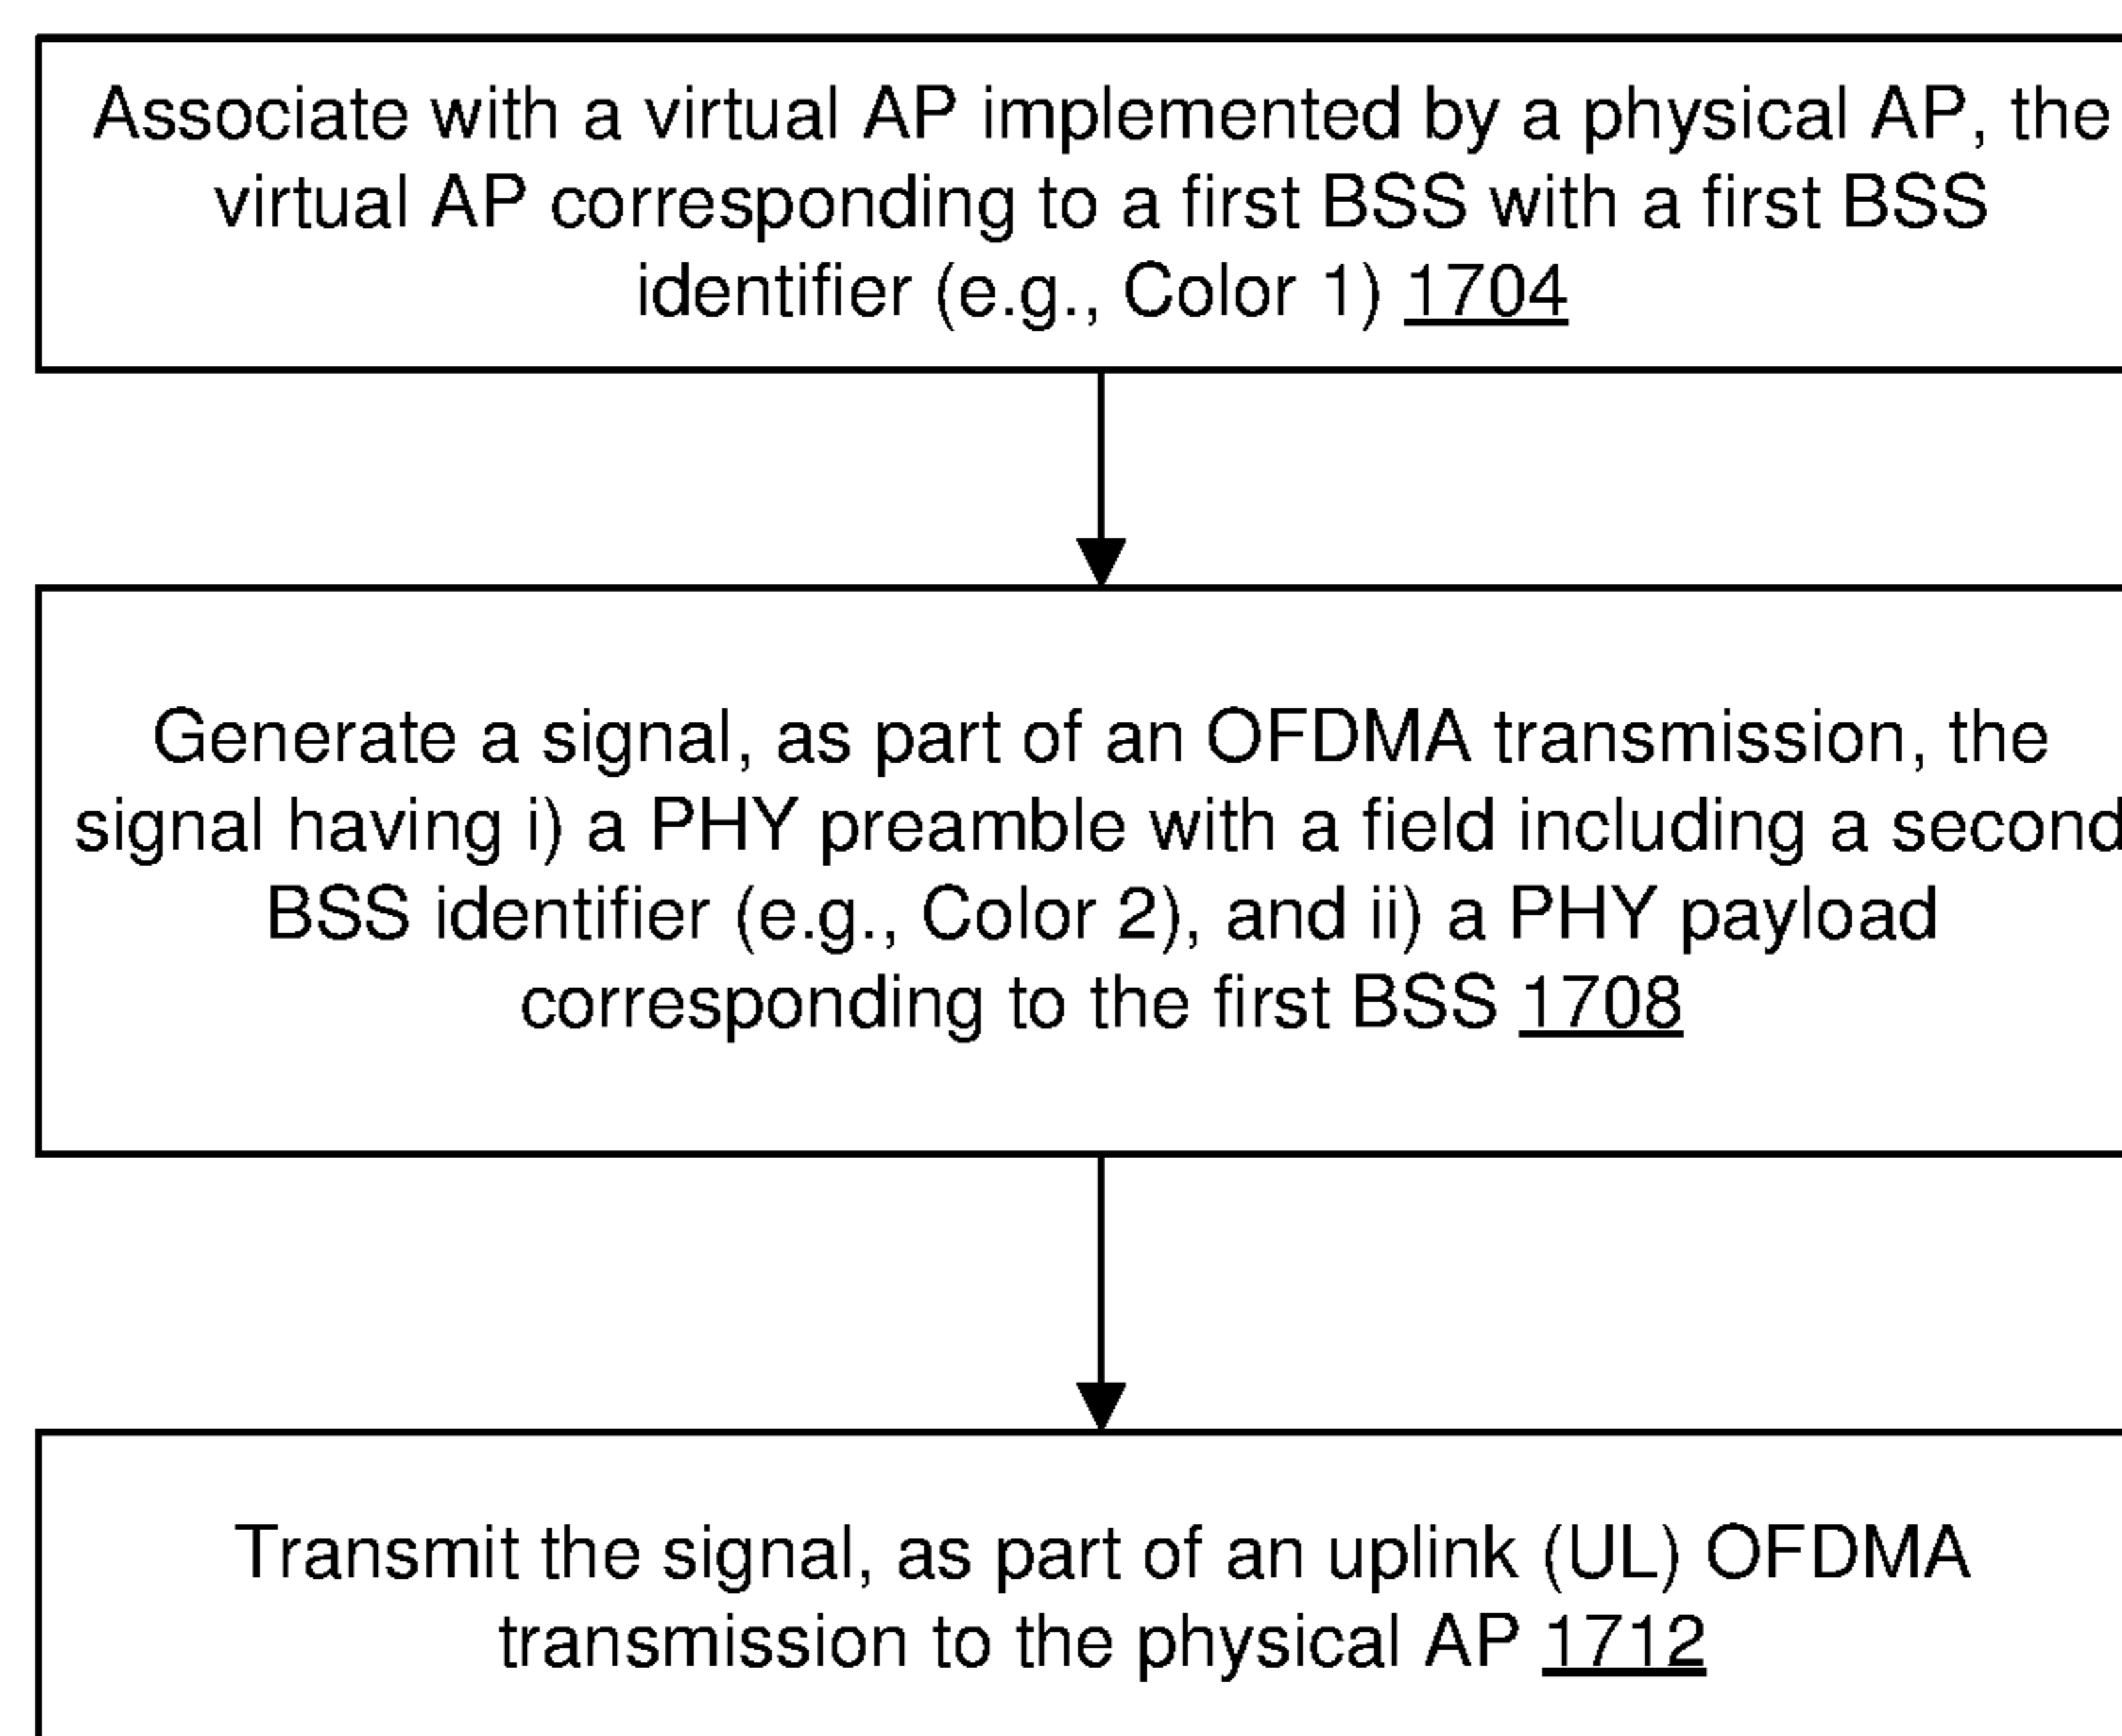 Associate with a virtual AP implemented by a physical AP, the
virtual AP corresponding to a first BSS with a first BSS
identifier (e.g., Color 1) 1704
Generate a signal, as part of an OFDMA transmission, the
signal having i) a PHY preamble with a field including a second
BSS identifier (e.g., Color 2), and ii) a PHY payload
corresponding to the first BSS 1708
Transmit the signal, as part of an uplink (UL) OFDMA
transmission to the physical AP 1712